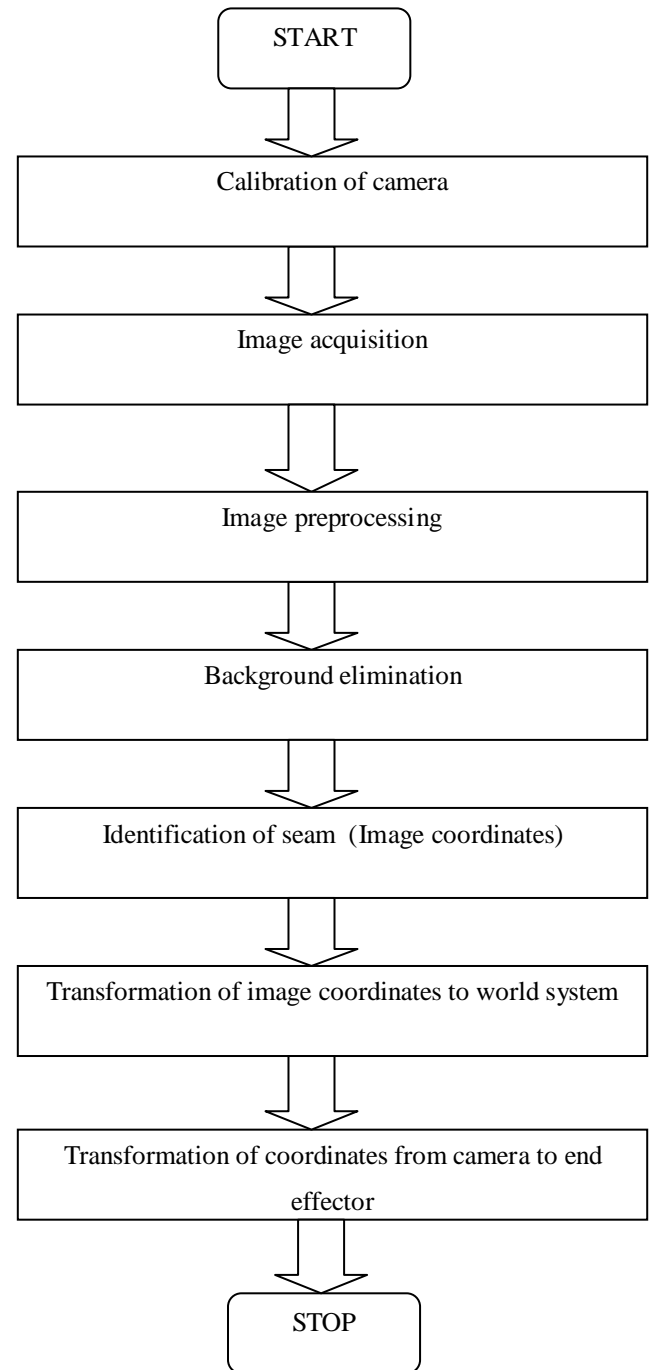 START
Calibration of camera
Image acquisition
Image preprocessing
Background elimination
Identification of seam (Image coordinates)
Transformation of image coordinates to world system
Transformation of coordinates from camera to end
effector
STOP